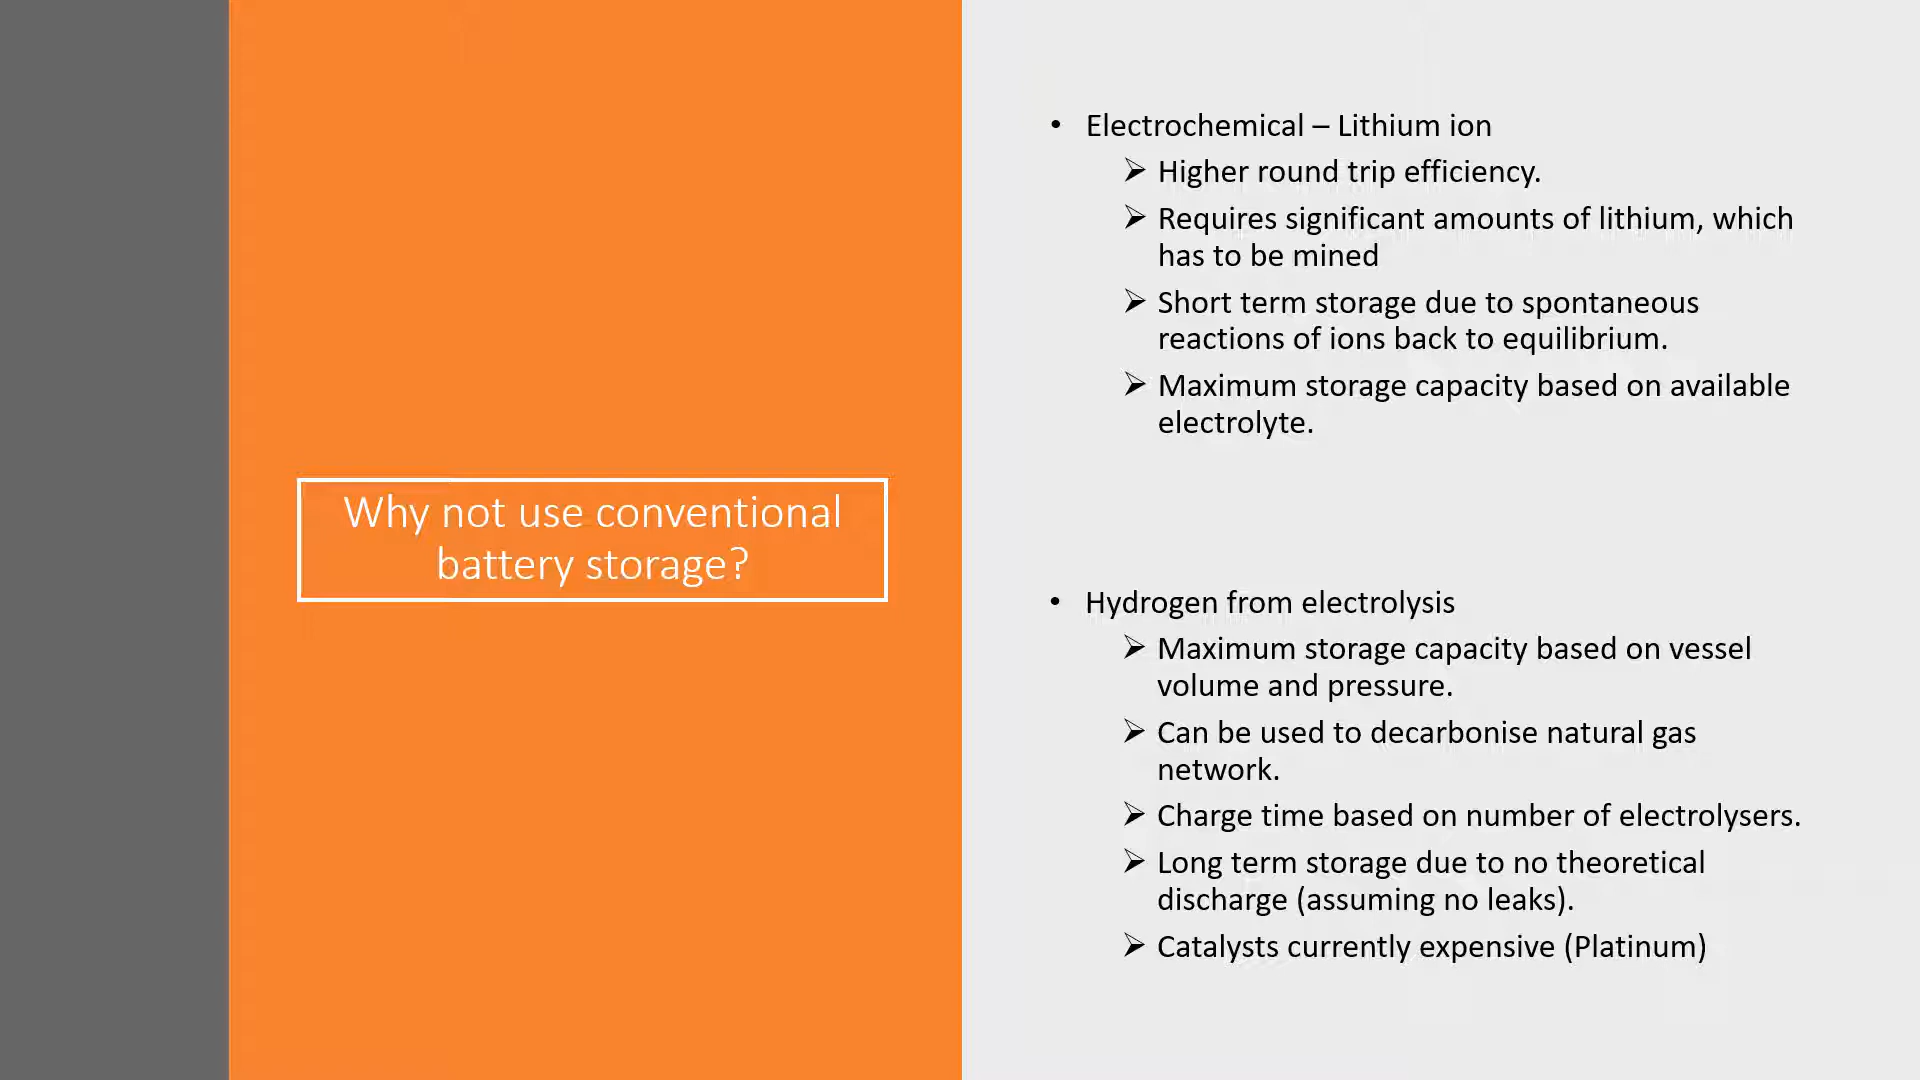 Why not use conventional
battery storage?
• Electrochemical – Lithium ion
➢ Higher round trip efficiency.
➢ Requires significant amounts of lithium, which
has to be mined
➢ Short term storage due to spontaneous
reactions of ions back to equilibrium.
➢ Maximum storage capacity based on available
electrolyte.
• Hydrogen from electrolysis
➢ Maximum storage capacity based on vessel
volume and pressure.
➢ Can be used to decarbonise natural gas
network.
➢ Charge time based on number of electrolysers.
➢ Long term storage due to no theoretical
discharge (assuming no leaks).
➢ Catalysts currently expensive (Platinum)